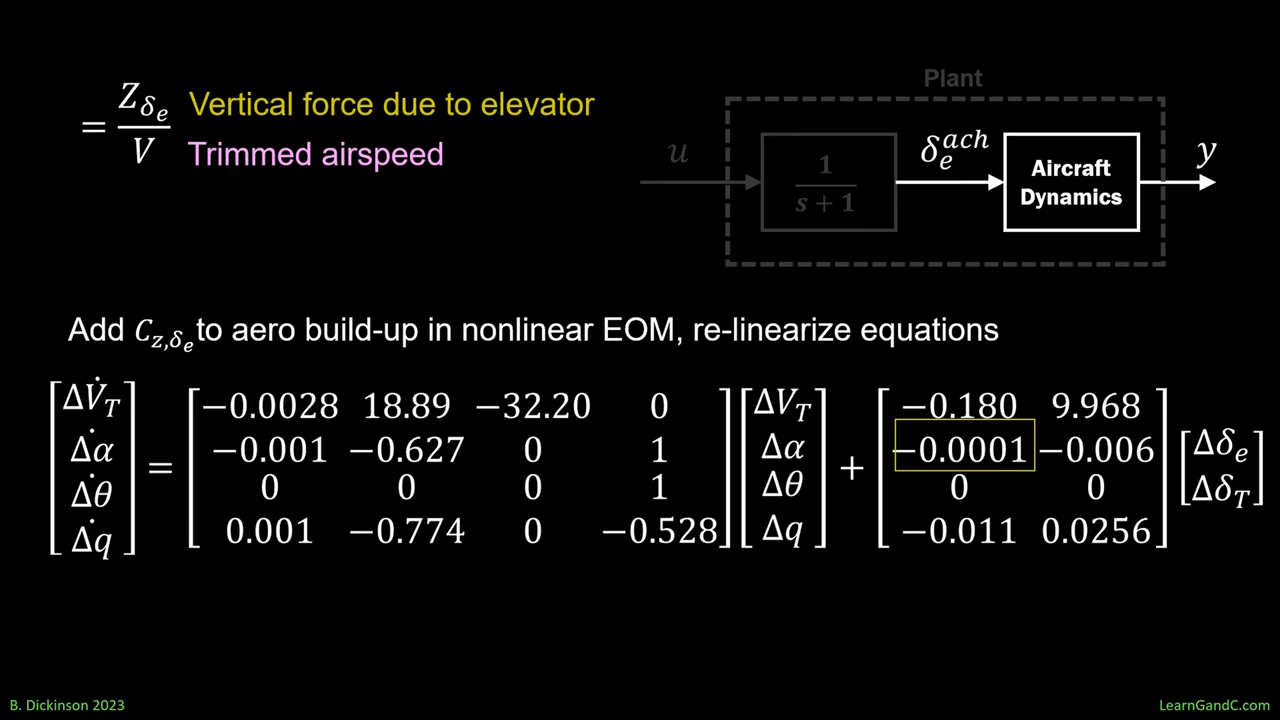 = Z_{δ_e} / V
Vertical force due to elevator
Trimmed airspeed
Plant
u
1 / (s + 1)
δ_e^{ach}
Aircraft
Dynamics
y
Add C_{z,δ_e} to aero build-up in nonlinear EOM, re-linearize equations
[ΔV̇_T  Δα̇  Δθ̇  Δq̇] =
−0.0028 18.89 −32.20 0
−0.001 −0.627 0 1
0 0 0 1
0.001 −0.774 0 −0.528
[ΔV_T  Δα  Δθ  Δq] +
−0.180 9.968
−0.0001 −0.006
0 0
−0.011 0.0256
[Δδ_e  Δδ_T]
B. Dickinson 2023
LearnGandC.com